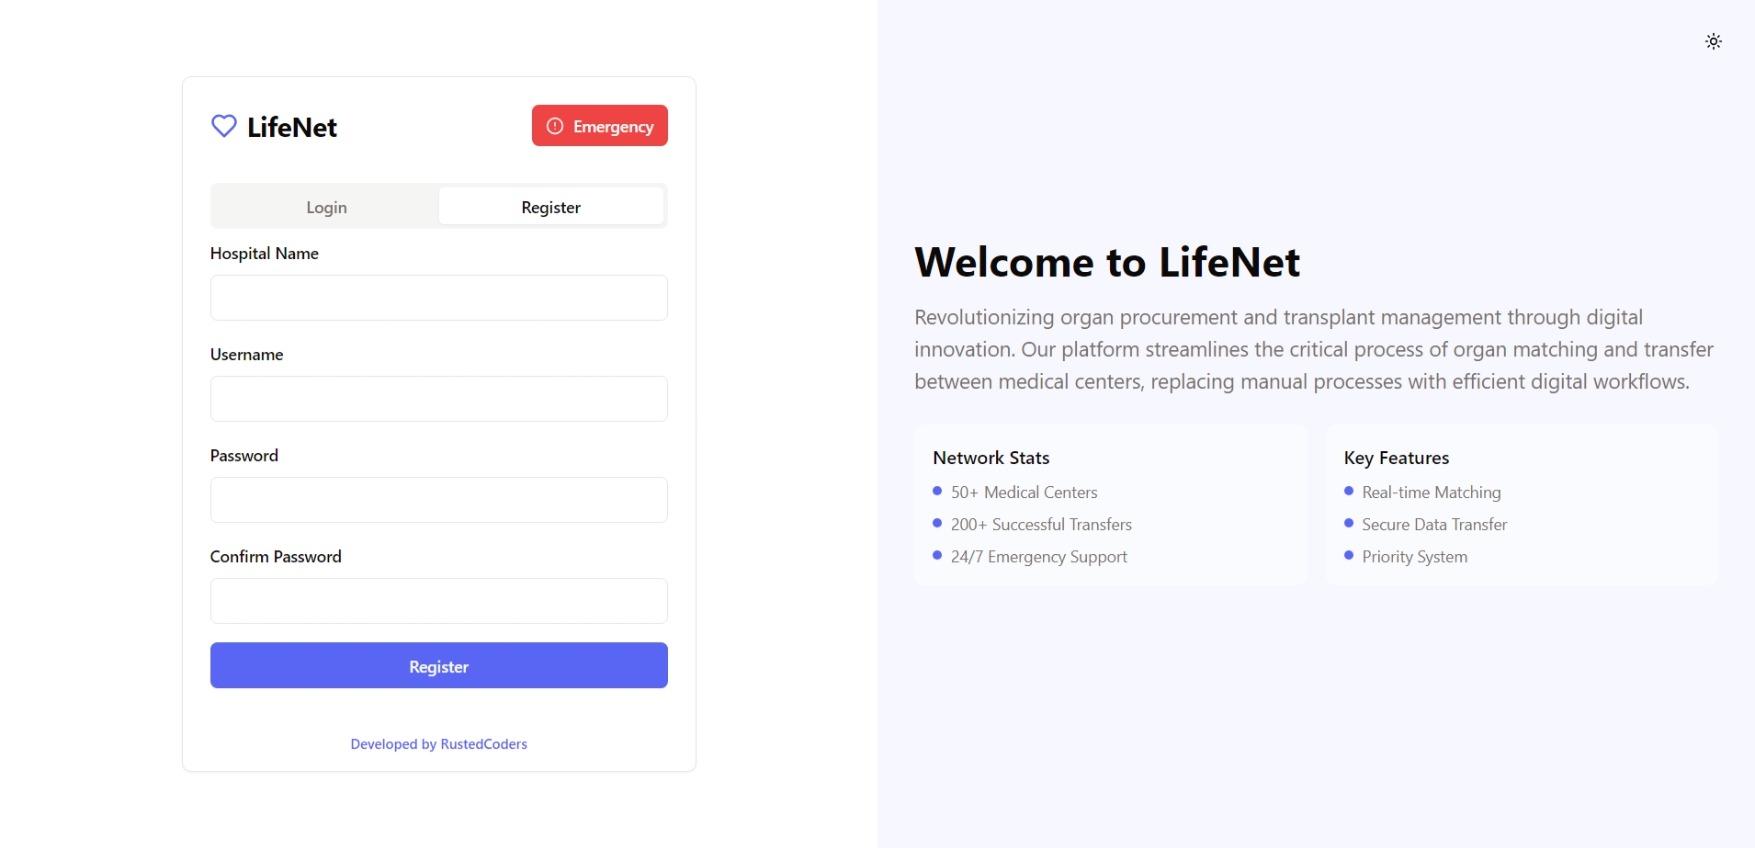 LifeNet
Emergency
Login
Register
Hospital Name
Username
Password
Confirm Password
Register
Developed by RustedCoders
Welcome to LifeNet
Revolutionizing organ procurement and transplant management through digital
innovation. Our platform streamlines the critical process of organ matching and transfer
between medical centers, replacing manual processes with efficient digital workflows.
Network Stats
50+ Medical Centers
200+ Successful Transfers
24/7 Emergency Support
Key Features
Real-time Matching
Secure Data Transfer
Priority System